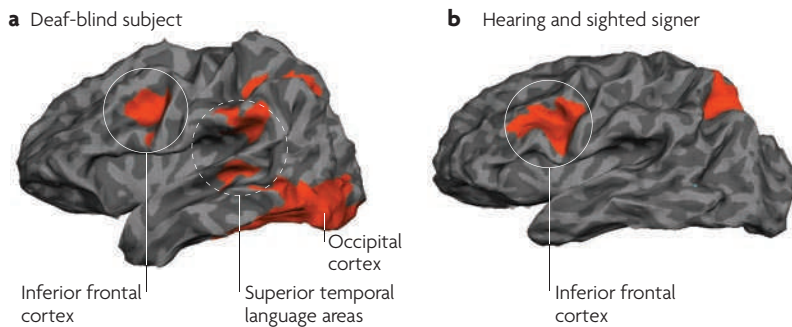 a Deaf-blind subject
b Hearing and sighted signer
Occipital
cortex
Inferior frontal
cortex
Superior temporal
language areas
Inferior frontal
cortex